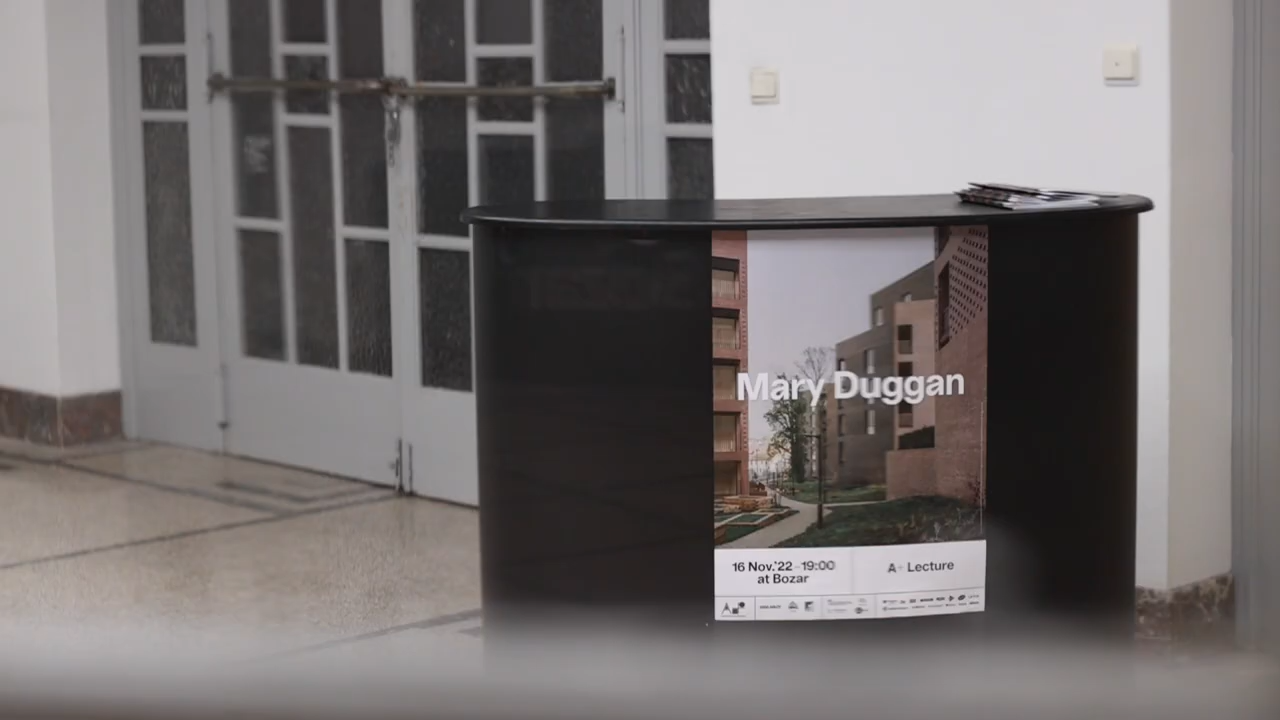 Mary Duggan
16 Nov.'22 – 19:00
at Bozar
A+ Lecture